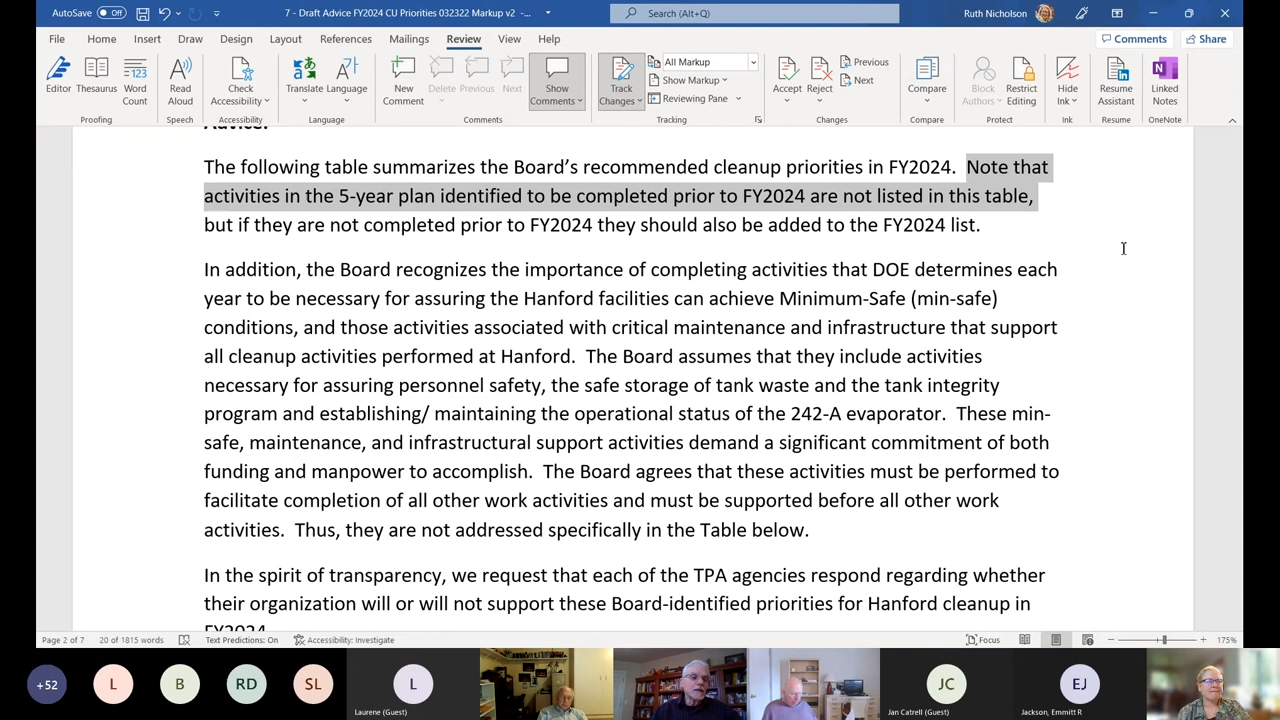 AutoSave Off 7 - Draft Advice FY2024 CU Priorities 032322 Markup v2 -... Search (Alt+Q) Ruth Nicholson
File Home Insert Draw Design Layout References Mailings Review View Help Comments Share
Editor Thesaurus Word Count Read Aloud Check Accessibility Translate Language New Comment Delete Previous Next Show Comments Track Changes All Markup Show Markup Reviewing Pane Accept Reject Previous Next Compare Block Authors Restrict Editing Hide Ink Resume Assistant Linked Notes
Proofing Speech Accessibility Language Comments Tracking Changes Compare Protect Ink Resume OneNote
Advice:
The following table summarizes the Board’s recommended cleanup priorities in FY2024. Note that
activities in the 5-year plan identified to be completed prior to FY2024 are not listed in this table,
but if they are not completed prior to FY2024 they should also be added to the FY2024 list.
In addition, the Board recognizes the importance of completing activities that DOE determines each
year to be necessary for assuring the Hanford facilities can achieve Minimum-Safe (min-safe)
conditions, and those activities associated with critical maintenance and infrastructure that support
all cleanup activities performed at Hanford. The Board assumes that they include activities
necessary for assuring personnel safety, the safe storage of tank waste and the tank integrity
program and establishing/ maintaining the operational status of the 242-A evaporator. These min-
safe, maintenance, and infrastructural support activities demand a significant commitment of both
funding and manpower to accomplish. The Board agrees that these activities must be performed to
facilitate completion of all other work activities and must be supported before all other work
activities. Thus, they are not addressed specifically in the Table below.
In the spirit of transparency, we request that each of the TPA agencies respond regarding whether
their organization will or will not support these Board-identified priorities for Hanford cleanup in
FY2024
Page 2 of 7 20 of 1815 words Text Predictions: On Accessibility: Investigate Focus 175%
+52 L B RD SL L JC EJ
Laurene (Guest) Jan Catrell (Guest) Jackson, Emmitt R